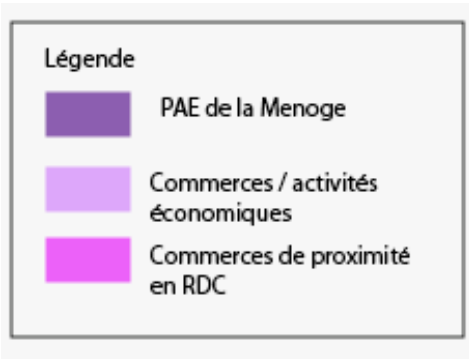 Légende
PAE de la Menoge
Commerces / activités
économiques
Commerces de proximité
en RDC